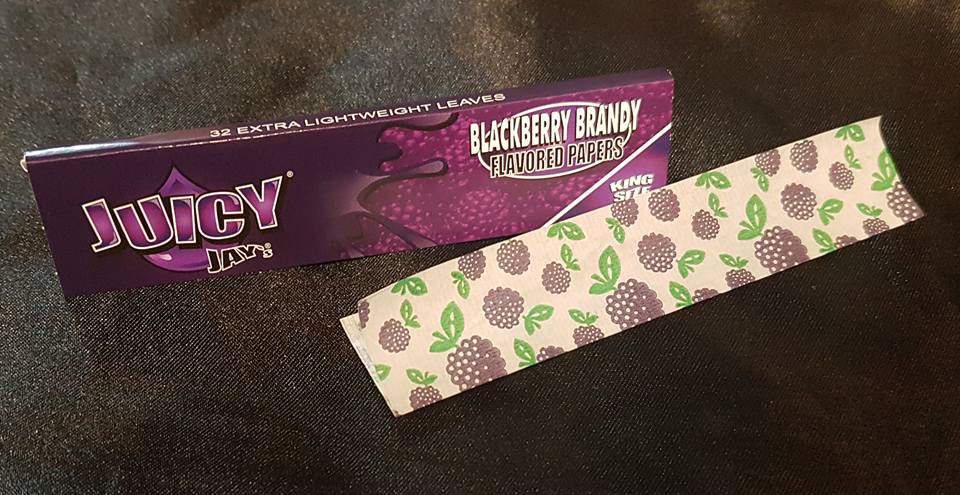 32 EXTRA LIGHTWEIGHT LEAVES
JUICY®
JAY's®
BLACKBERRY BRANDY
FLAVORED PAPERS
KING
SIZE